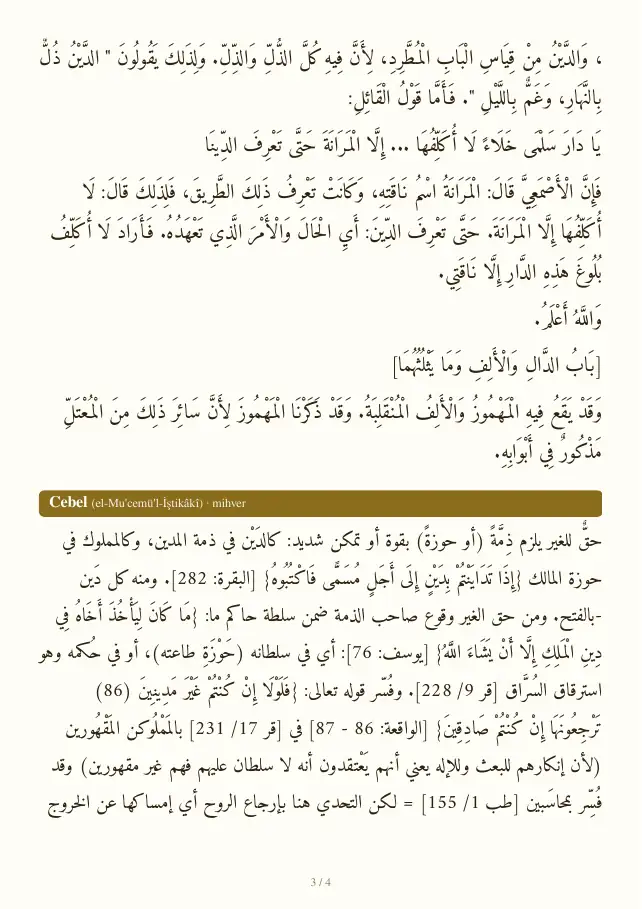 ، وَالدَّيْنُ مِنْ قِيَاسِ الْبَابِ الْمُطَّرِدِ، لِأَنَّ فِيهِ كُلَّ الذُّلِّ وَالذِّلِّ. وَلِذَلِكَ يَقُولُونَ " الدَّيْنُ ذُلٌّ
بِالنَّهَارِ، وَغَمٌّ بِاللَّيْلِ ". فَأَمَّا قَوْلُ الْقَائِلِ:
يَا دَارَ سَلْمَى خَلَاءً لَا أُكَلِّفُهَا ... إِلَّا الْمَرَانَةَ حَتَّى تَعْرِفَ الدِّينَا
فَإِنَّ الْأَصْمَعِيَّ قَالَ: الْمَرَانَةُ اسْمُ نَاقَتِهِ، وَكَانَتْ تَعْرِفُ ذَلِكَ الطَّرِيقَ، فَلِذَلِكَ قَالَ: لَا
أُكَلِّفُهَا إِلَّا الْمَرَانَةَ. حَتَّى تَعْرِفَ الدِّينَ: أَيِ الْحَالَ وَالْأَمْرَ الَّذِي تَعْهَدُهُ. فَأَرَادَ لَا أُكَلِّفُ
بُلُوغَ هَذِهِ الدَّارِ إِلَّا نَاقَتِي.
وَاللَّهُ أَعْلَمُ.
[بَابُ الدَّالِ وَالْأَلِفِ وَمَا يَثْلُثُهُمَا]
وَقَدْ يَقَعُ فِيهِ الْمَهْمُوزُ وَالْأَلِفُ الْمُنْقَلِبَةُ. وَقَدْ ذَكَرْنَا الْمَهْمُوزَ لِأَنَّ سَائِرَ ذَلِكَ مِنَ الْمُعْتَلِّ
مَذْكُورٌ فِي أَبْوَابِهِ.
Cebel (el-Mu'cemü'l-İştikâkî) · mihver
حقٌّ للغير يلزم ذِمَّةً (أو حوزةً) بقوة أو تمكن شديد: كالدَيْن في ذمة المدين، وكالمملوك في
حوزة المالك {إِذَا تَدَايَنْتُمْ بِدَيْنٍ إِلَى أَجَلٍ مُسَمًّى فَاكْتُبُوهُ} [البقرة: 282]. ومنه كل دَين
-بالفتح. ومن حق الغير وقوع صاحب الذمة ضمن سلطة حاكم ما: {مَا كَانَ لِيَأْخُذَ أَخَاهُ فِي
دِينِ الْمَلِكِ إِلَّا أَنْ يَشَاءَ اللَّهُ} [يوسف: 76]: أي في سلطانه (حَوْزَةِ طاعته)، أو في حُكمه وهو
استرقاق السُرَّاق [قر 9/ 228]. وفُسّر قوله تعالى: {فَلَوْلَا إِنْ كُنْتُمْ غَيْرَ مَدِينِينَ (86)
تَرْجِعُونَهَا إِنْ كُنْتُمْ صَادِقِينَ} [الواقعة: 86 - 87] في [قر 17/ 231] بالمَمْلُوكن المَقْهُورين
(لأن إنكارهم للبعث وللإله يعني أنهم يَعْتقدون أنه لا سلطان عليهم فهم غير مقهورين) وقد
فُسِّر بمحاسَبين [طب 1/ 155] = لكن التحدي هنا بإرجاع الروح أي إمساكها عن الخروج
3 / 4